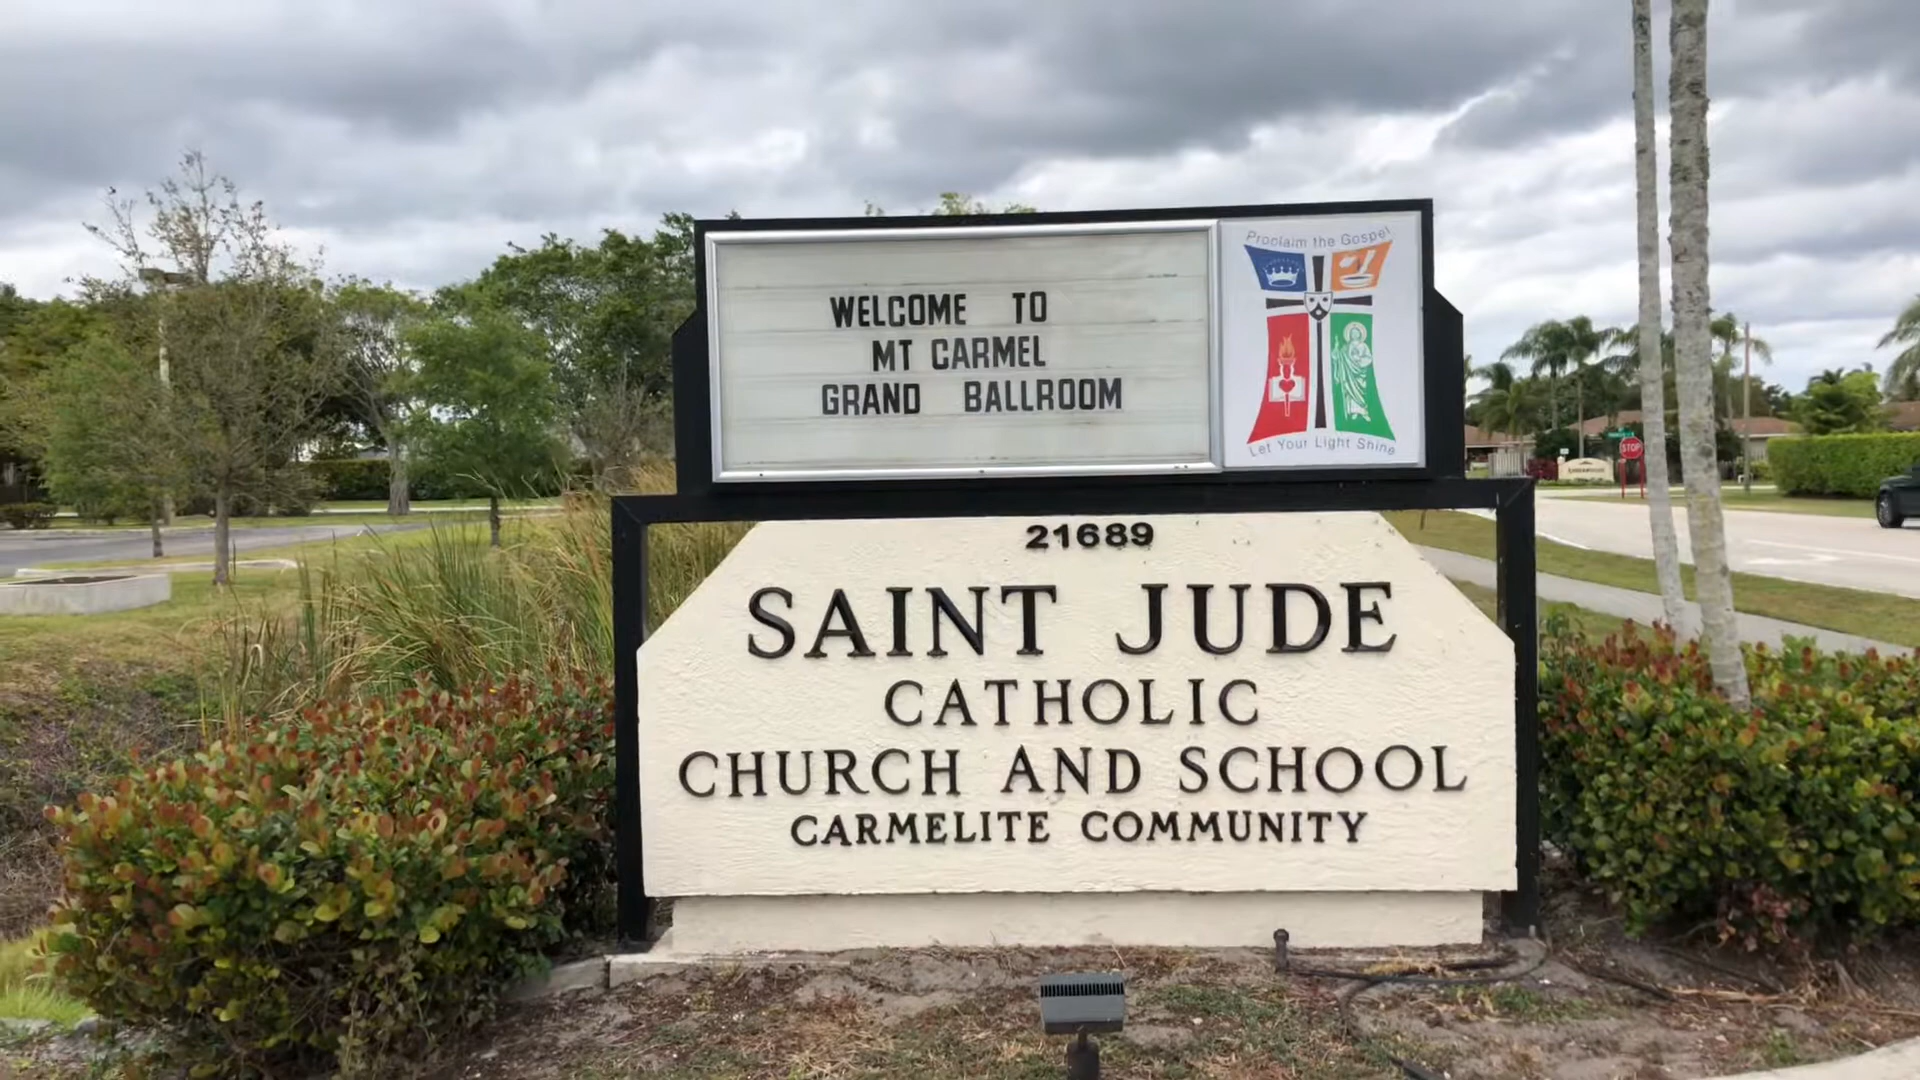 WELCOME TO
MT CARMEL
GRAND BALLROOM
Proclaim the Gospel
Let Your Light Shine
21689
SAINT JUDE
CATHOLIC
CHURCH AND SCHOOL
CARMELITE COMMUNITY
STOP